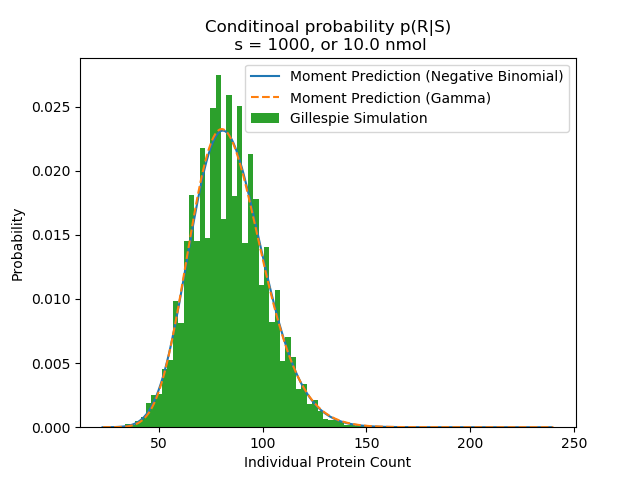 Conditinoal probability p(R|S)
s = 1000, or 10.0 nmol
Moment Prediction (Negative Binomial)
Moment Prediction (Gamma)
Gillespie Simulation
Probability
0.025
0.020
0.015
0.010
0.005
0.000
50 100 150 200 250
Individual Protein Count